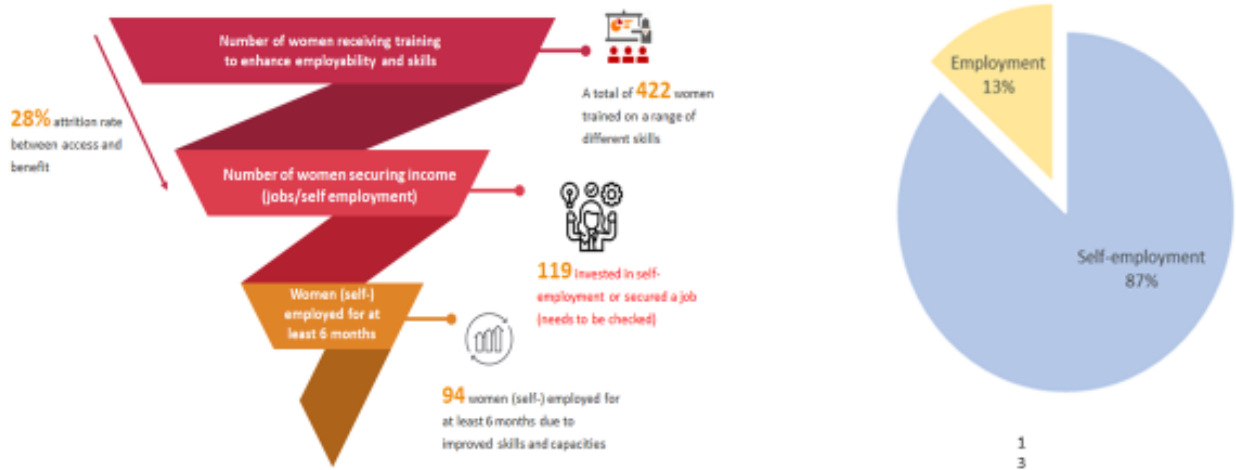 Number of women receiving training
to enhance employability and skills
A total of 422 women
trained on a range of
different skills
28% attrition rate
between access and
benefit
Number of women securing income
(jobs/self employment)
119 invested in self-
employment or secured a job
(needs to be checked)
Women (self-)
employed for at
least 6 months
94 women (self-) employed for
at least 6 months due to
improved skills and capacities
Employment
13%
Self-employment
87%
1
3